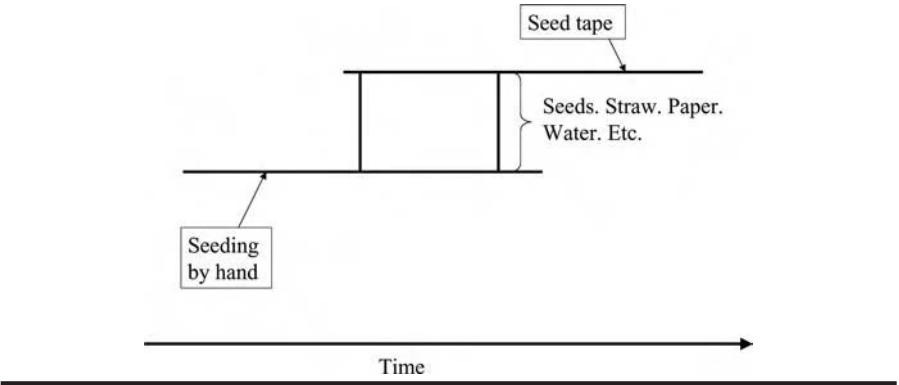 Seed tape
Seeds. Straw. Paper.
Water. Etc.
Seeding
by hand
Time